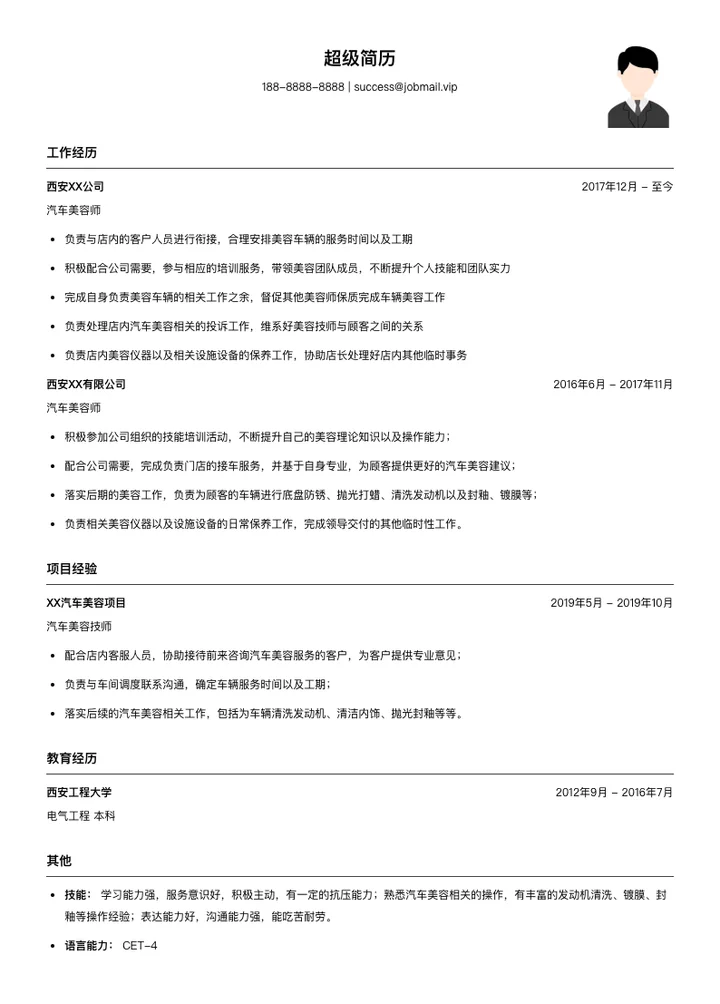 超级简历
188-8888-8888 | success@jobmail.vip
工作经历
西安XX公司 2017年12月 – 至今
汽车美容师
• 负责与店内的客户人员进行衔接，合理安排美容车辆的服务时间以及工期
• 积极配合公司需要，参与相应的培训服务，带领美容团队成员，不断提升个人技能和团队实力
• 完成自身负责美容车辆的相关工作之余，督促其他美容师保质完成车辆美容工作
• 负责处理店内汽车美容相关的投诉工作，维系好美容技师与顾客之间的关系
• 负责店内美容仪器以及相关设施设备的保养工作，协助店长处理好店内其他临时事务
西安XX有限公司 2016年6月 – 2017年11月
汽车美容师
• 积极参加公司组织的技能培训活动，不断提升自己的美容理论知识以及操作能力；
• 配合公司需要，完成负责门店的接车服务，并基于自身专业，为顾客提供更好的汽车美容建议；
• 落实后期的美容工作，负责为顾客的车辆进行底盘防锈、抛光打蜡、清洗发动机以及封釉、镀膜等；
• 负责相关美容仪器以及设施设备的日常保养工作，完成领导交付的其他临时性工作。
项目经验
XX汽车美容项目 2019年5月 – 2019年10月
汽车美容技师
• 配合店内客服人员，协助接待前来咨询汽车美容服务的客户，为客户提供专业意见；
• 负责与车间调度联系沟通，确定车辆服务时间以及工期；
• 落实后续的汽车美容相关工作，包括为车辆清洗发动机、清洁内饰、抛光封釉等等。
教育经历
西安工程大学 2012年9月 – 2016年7月
电气工程 本科
其他
• 技能： 学习能力强，服务意识好，积极主动，有一定的抗压能力；熟悉汽车美容相关的操作，有丰富的发动机清洗、镀膜、封
釉等操作经验；表达能力好，沟通能力强，能吃苦耐劳。
• 语言能力： CET-4